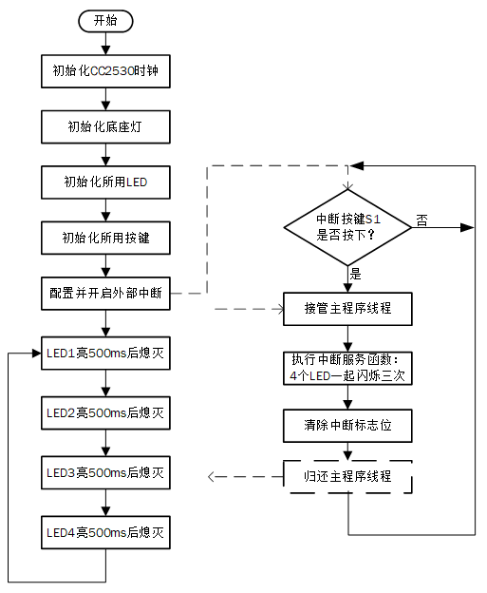 开始
初始化CC2530时钟
初始化底座灯
初始化所用LED
初始化所用按键
配置并开启外部中断
LED1亮500ms后熄灭
LED2亮500ms后熄灭
LED3亮500ms后熄灭
LED4亮500ms后熄灭
中断按键S1
是否按下?
否
是
接管主程序线程
执行中断服务函数：
4个LED一起闪烁三次
清除中断标志位
归还主程序线程